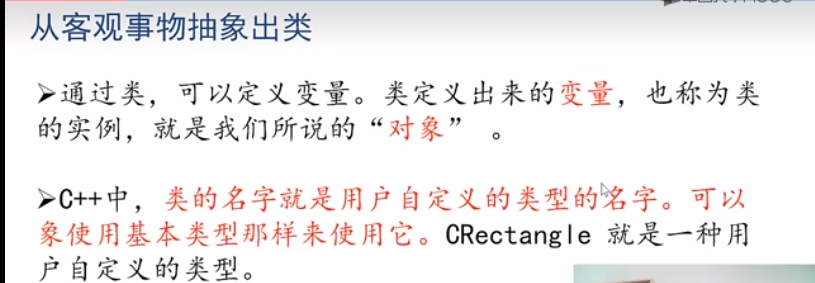 从客观事物抽象出类
➢通过类，可以定义变量。类定义出来的变量，也称为类
的实例，就是我们所说的“对象” 。
➢C++中，类的名字就是用户自定义的类型的名字。可以
象使用基本类型那样来使用它。CRectangle 就是一种用
户自定义的类型。